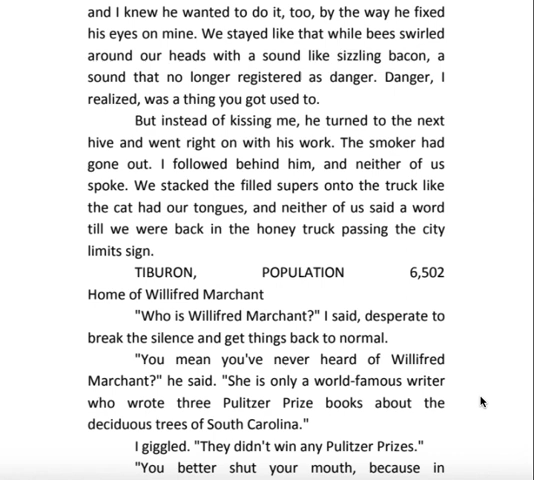 and I knew he wanted to do it, too, by the way he fixed
his eyes on mine. We stayed like that while bees swirled
around our heads with a sound like sizzling bacon, a
sound that no longer registered as danger. Danger, I
realized, was a thing you got used to.
But instead of kissing me, he turned to the next
hive and went right on with his work. The smoker had
gone out. I followed behind him, and neither of us
spoke. We stacked the filled supers onto the truck like
the cat had our tongues, and neither of us said a word
till we were back in the honey truck passing the city
limits sign.
TIBURON, POPULATION 6,502
Home of Willifred Marchant
"Who is Willifred Marchant?" I said, desperate to
break the silence and get things back to normal.
"You mean you've never heard of Willifred
Marchant?" he said. "She is only a world-famous writer
who wrote three Pulitzer Prize books about the
deciduous trees of South Carolina."
I giggled. "They didn't win any Pulitzer Prizes."
"You better shut your mouth, because in